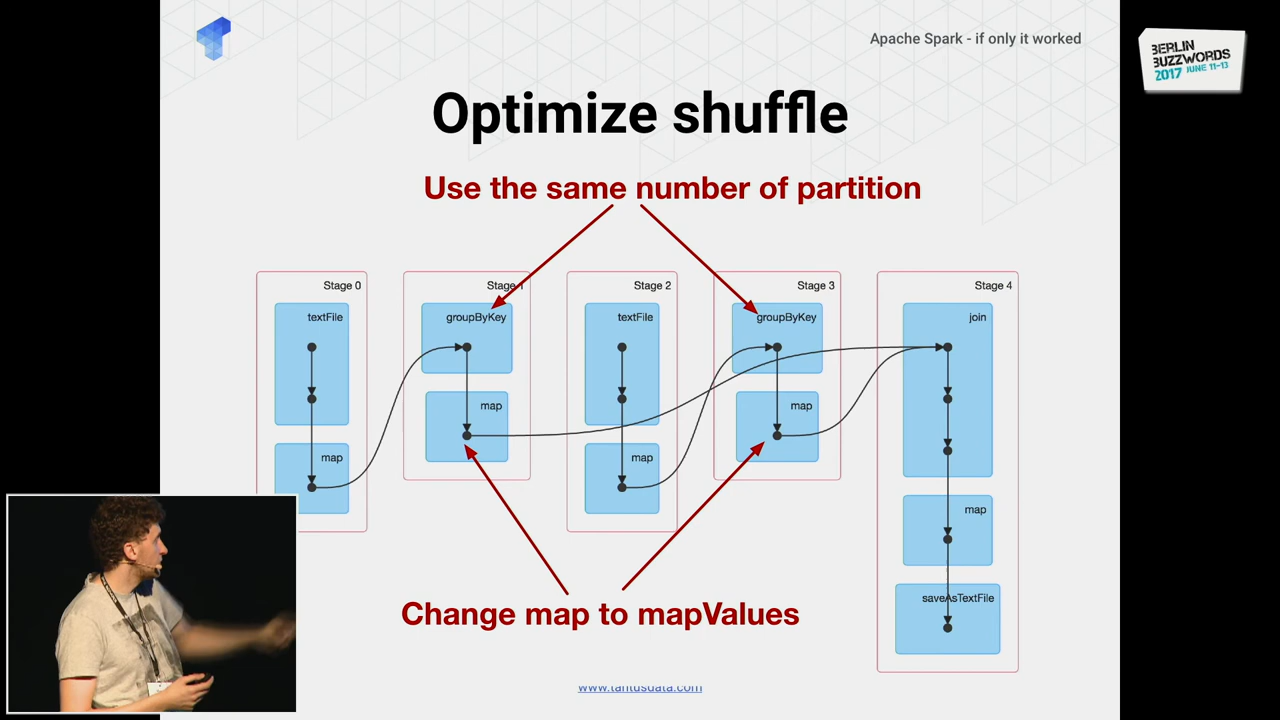 Apache Spark - if only it worked
BERLIN
BUZZWORDS
2017 JUNE 11-13
Optimize shuffle
Use the same number of partition
Stage 0
Stage 1
Stage 2
Stage 3
Stage 4
textFile
groupByKey
textFile
groupByKey
join
map
map
map
map
map
saveAsTextFile
Change map to mapValues
www.tantusdata.com